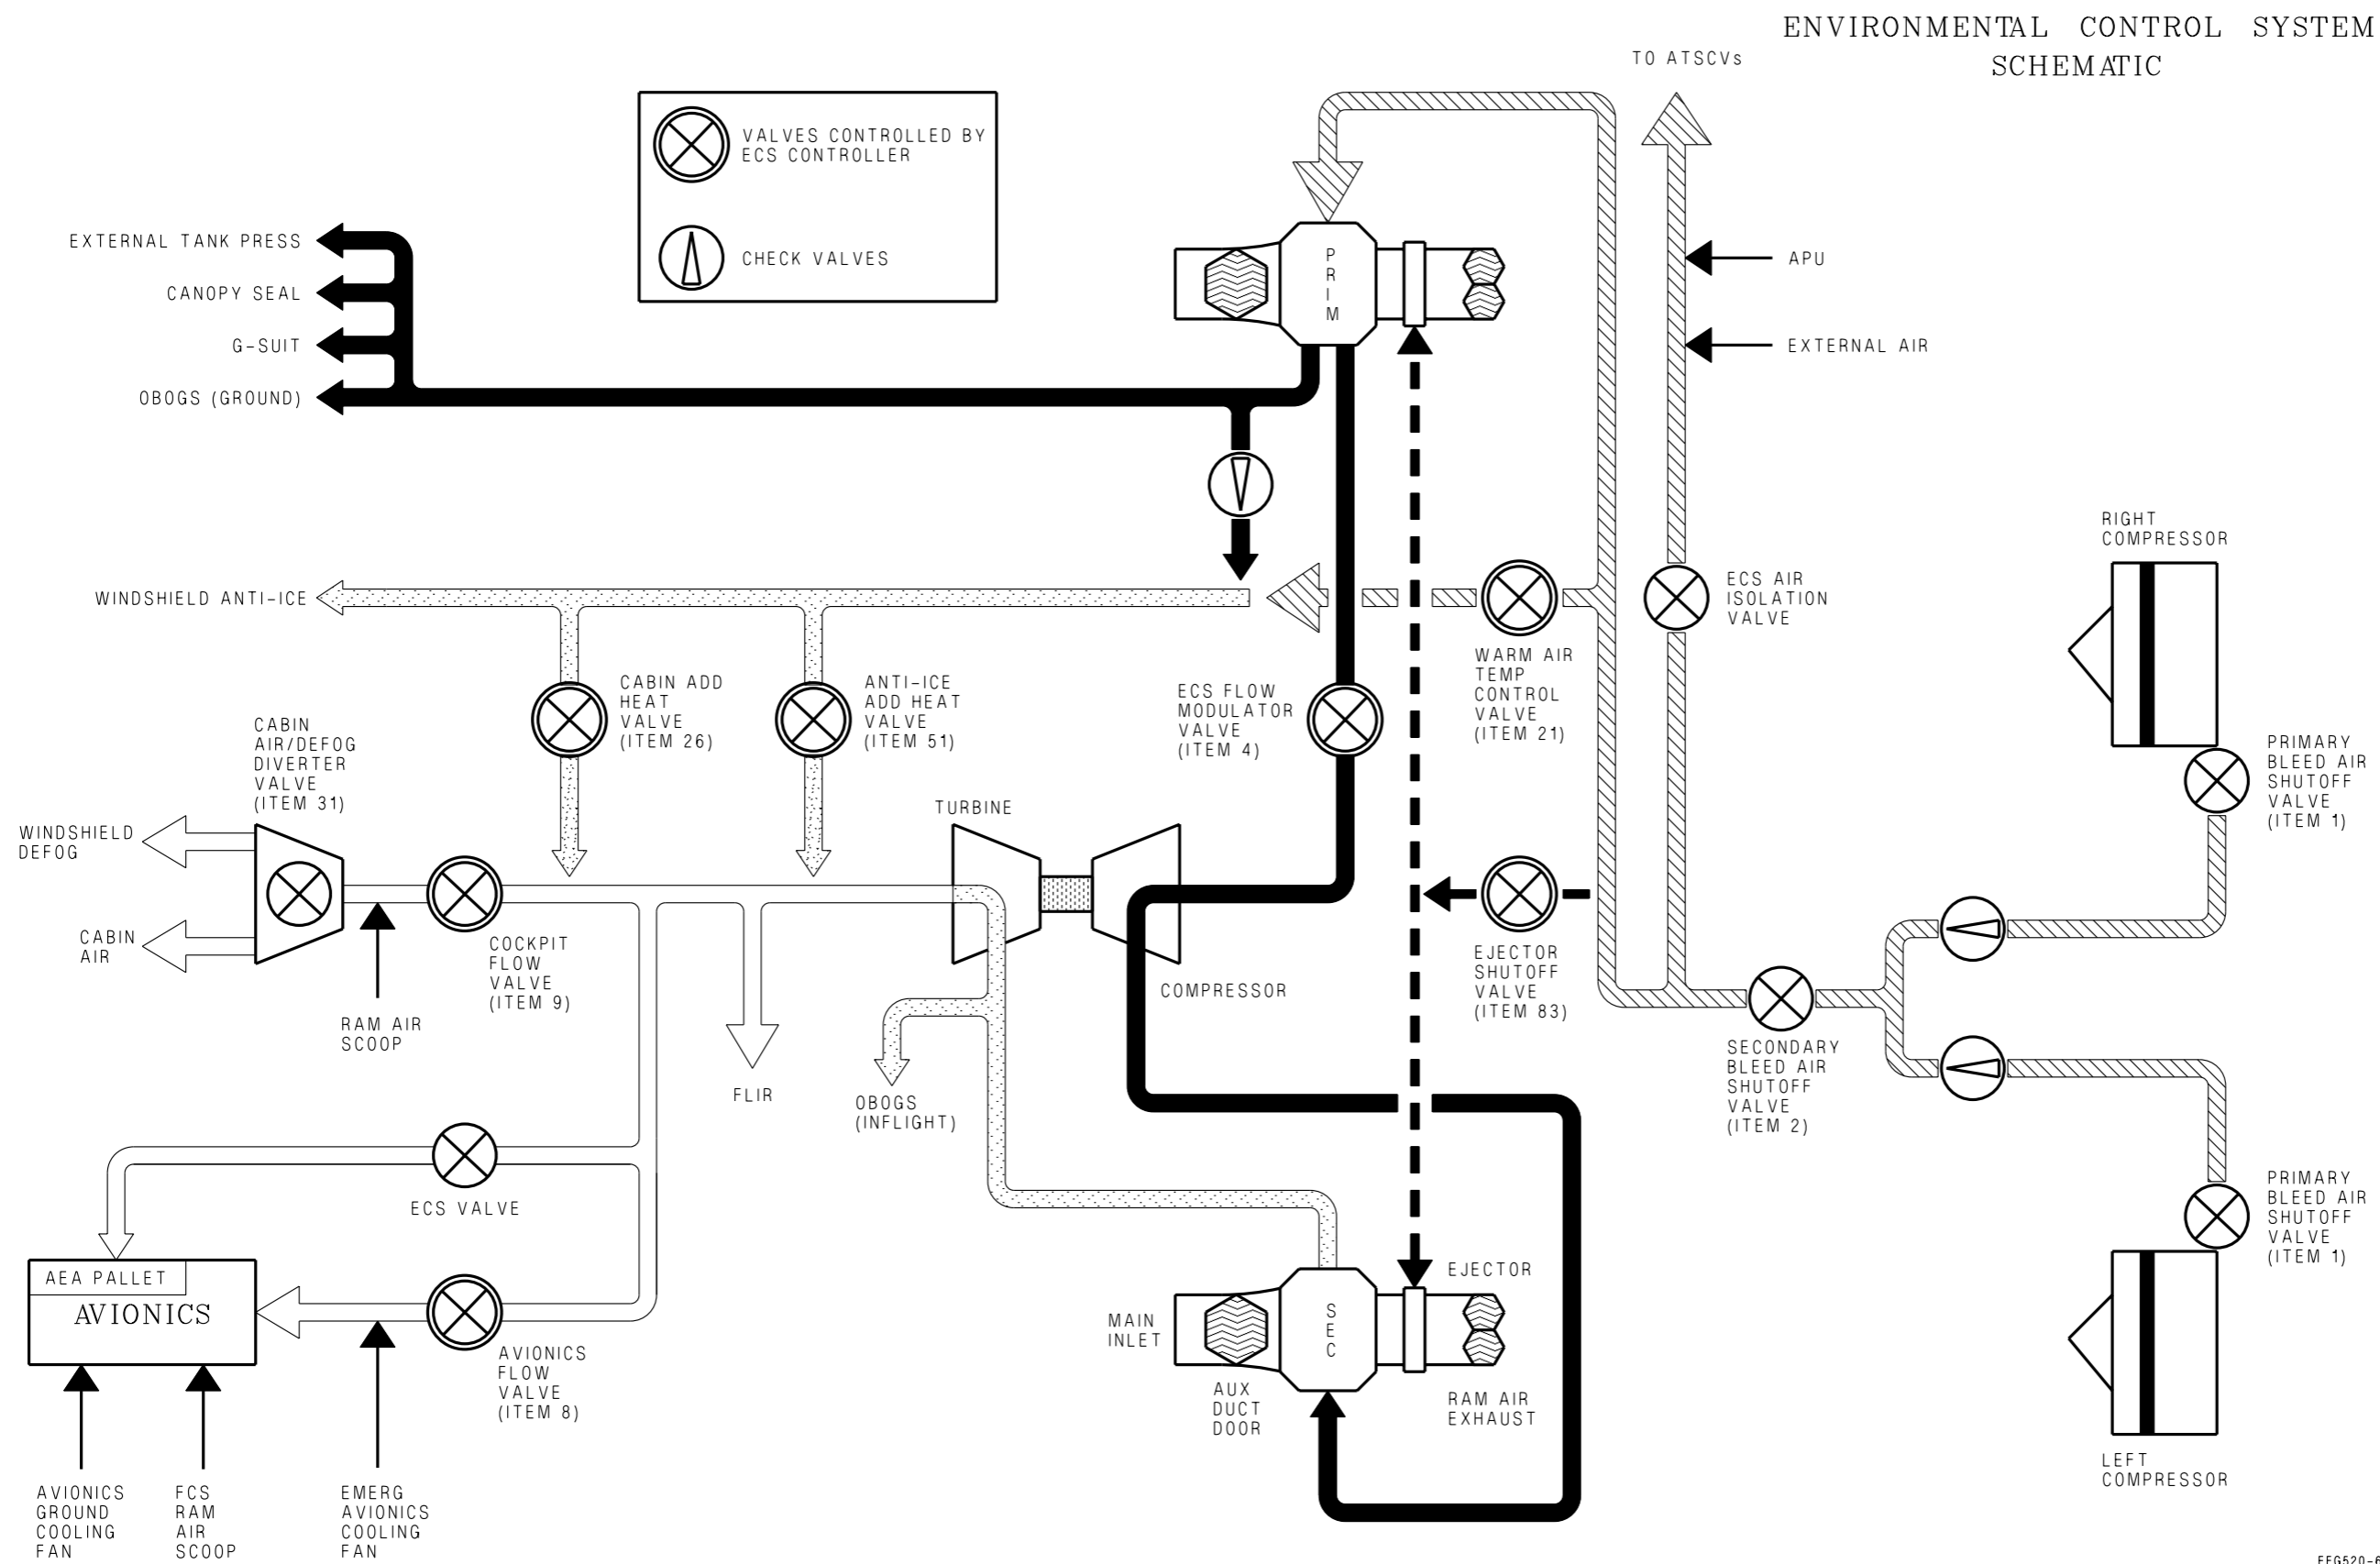 ENVIRONMENTAL CONTROL SYSTEM
SCHEMATIC
TO ATSCVs
VALVES CONTROLLED BY
ECS CONTROLLER
CHECK VALVES
EXTERNAL TANK PRESS
CANOPY SEAL
G-SUIT
OBOGS (GROUND)
PRIM
APU
EXTERNAL AIR
RIGHT
COMPRESSOR
WINDSHIELD ANTI-ICE
ECS AIR
ISOLATION
VALVE
CABIN ADD
HEAT
VALVE
(ITEM 26)
ANTI-ICE
ADD HEAT
VALVE
(ITEM 51)
ECS FLOW
MODULATOR
VALVE
(ITEM 4)
WARM AIR
TEMP
CONTROL
VALVE
(ITEM 21)
PRIMARY
BLEED AIR
SHUTOFF
VALVE
(ITEM 1)
CABIN
AIR/DEFOG
DIVERTER
VALVE
(ITEM 31)
TURBINE
WINDSHIELD
DEFOG
CABIN
AIR
COCKPIT
FLOW
VALVE
(ITEM 9)
RAM AIR
SCOOP
COMPRESSOR
EJECTOR
SHUTOFF
VALVE
(ITEM 83)
SECONDARY
BLEED AIR
SHUTOFF
VALVE
(ITEM 2)
FLIR
OBOGS
(INFLIGHT)
ECS VALVE
PRIMARY
BLEED AIR
SHUTOFF
VALVE
(ITEM 1)
AEA PALLET
AVIONICS
MAIN
INLET
SEC
EJECTOR
AVIONICS
FLOW
VALVE
(ITEM 8)
AUX
DUCT
DOOR
RAM AIR
EXHAUST
LEFT
COMPRESSOR
AVIONICS
GROUND
COOLING
FAN
FCS
RAM
AIR
SCOOP
EMERG
AVIONICS
COOLING
FAN